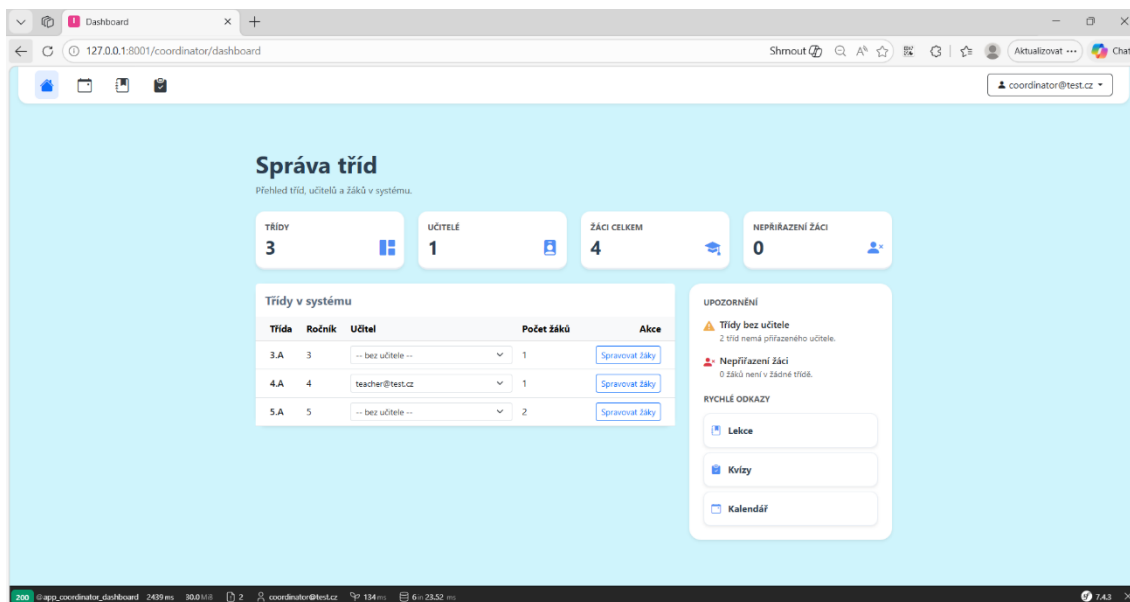 Dashboard
127.0.0.1:8001/coordinator/dashboard
Shrnout
Aktualizovat ...
Chat
coordinator@test.cz
Správa tříd
Přehled tříd, učitelů a žáků v systému.
TŘÍDY
3
UČITELÉ
1
ŽÁCI CELKEM
4
NEPŘIŘAZENÍ ŽÁCI
0
Třídy v systému
Třída Ročník Učitel Počet žáků Akce
3.A 3 -- bez učitele -- 1 Spravovat žáky
4.A 4 teacher@test.cz 1 Spravovat žáky
5.A 5 -- bez učitele -- 2 Spravovat žáky
UPOZORNĚNÍ
Třídy bez učitele
2 tříd nemá přiřazeného učitele.
Nepřiřazení žáci
0 žáků není v žádné třídě.
RYCHLÉ ODKAZY
Lekce
Kvízy
Kalendář
200 @app_coordinator_dashboard 2439 ms 30.0 MiB 2 coordinator@test.cz 134 ms 6 in 23.52 ms 7.4.3